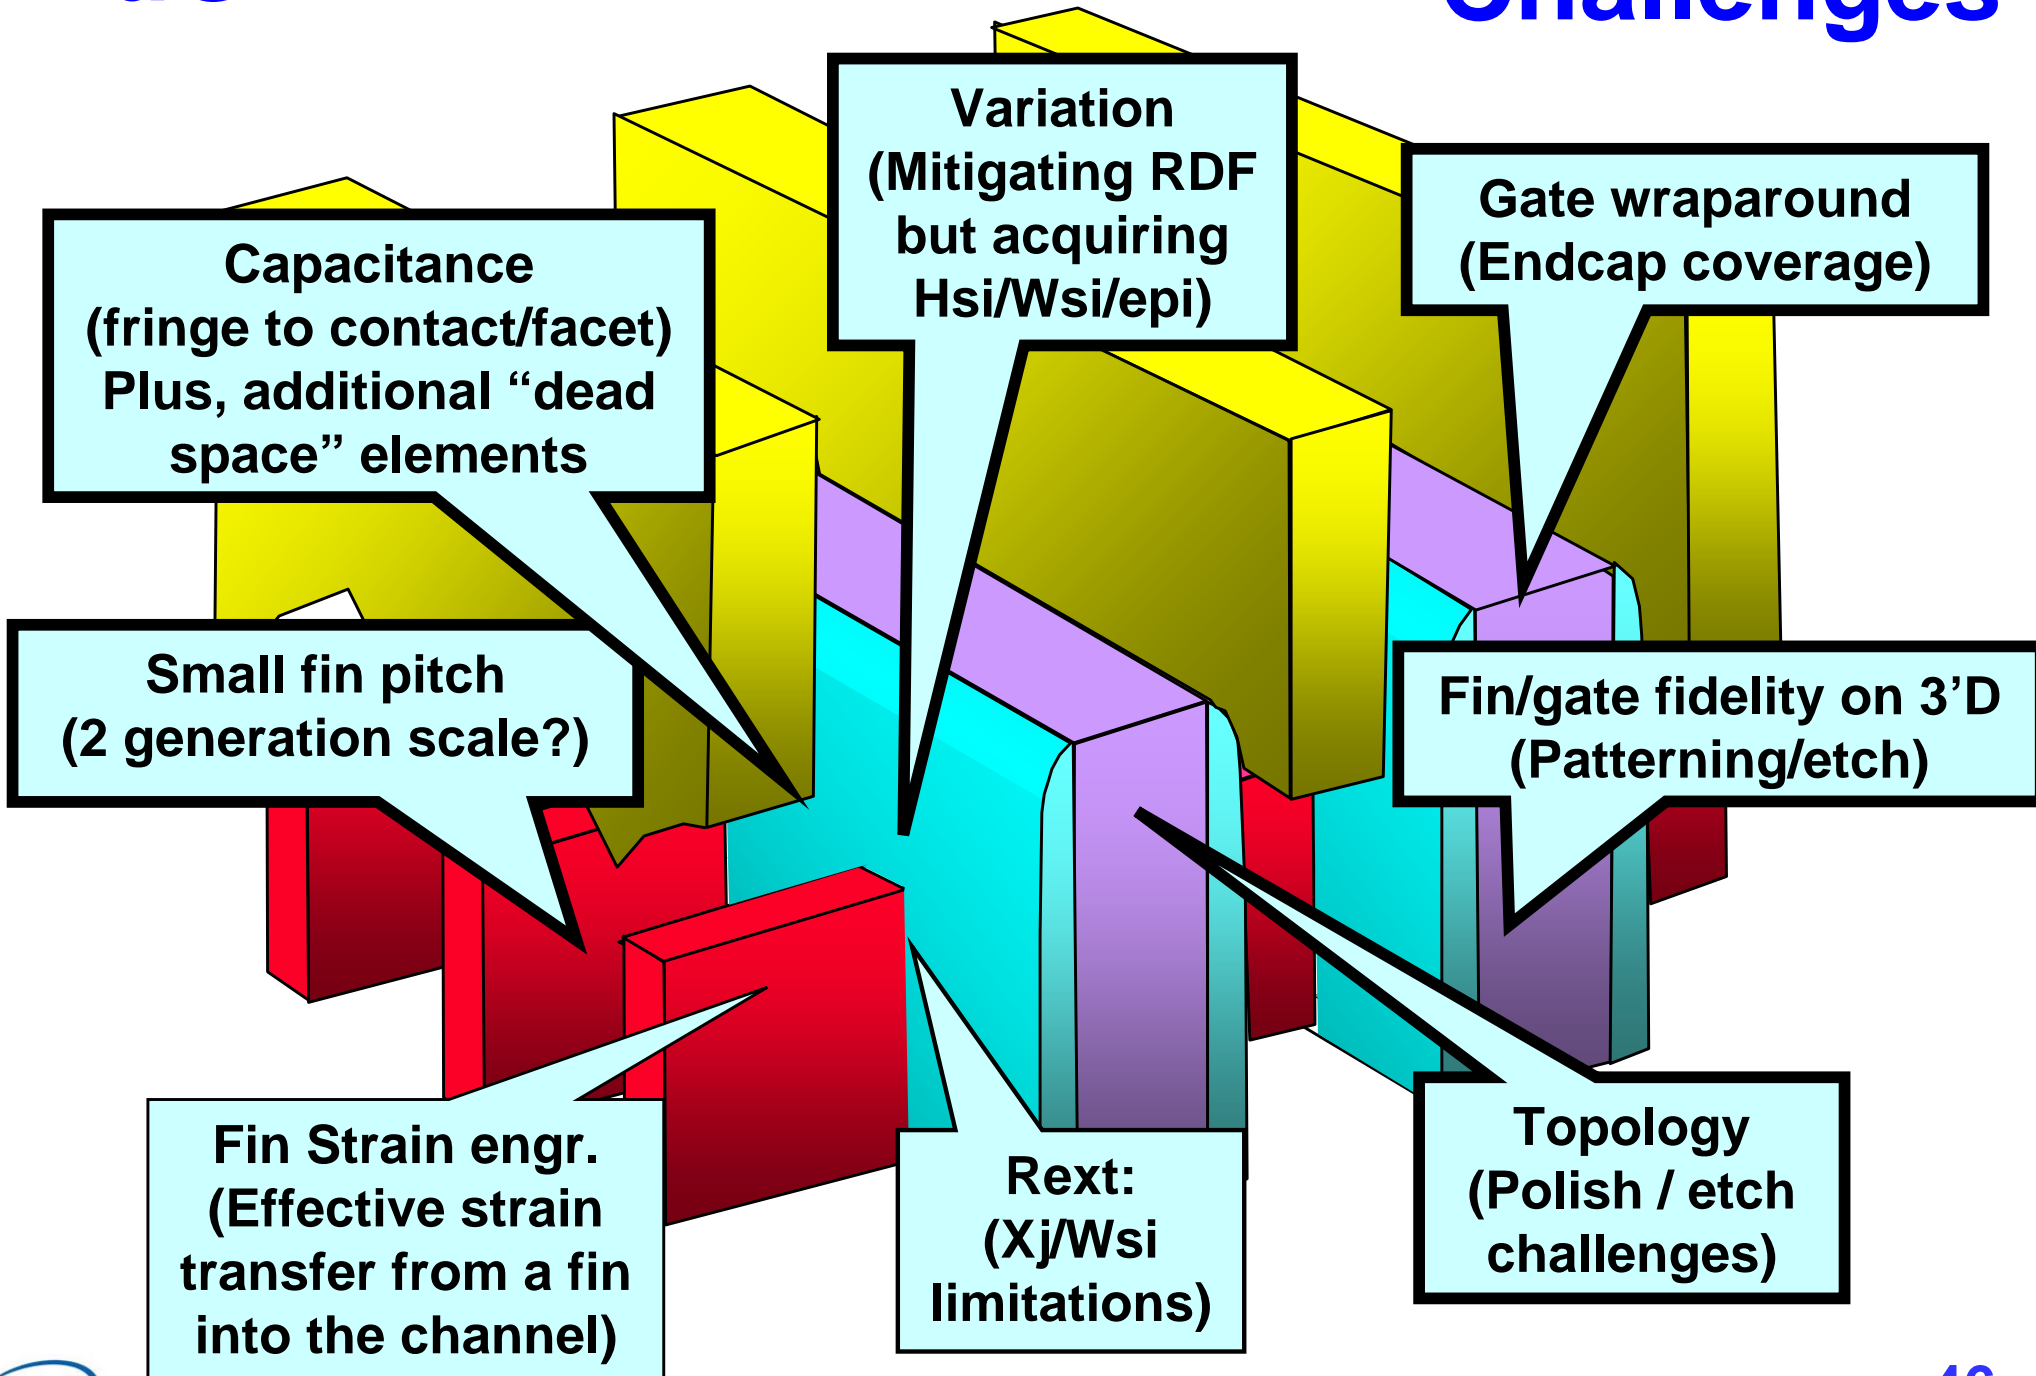 Challenges
Variation
(Mitigating RDF
but acquiring
Hsi/Wsi/epi)
Gate wraparound
(Endcap coverage)
Capacitance
(fringe to contact/facet)
Plus, additional “dead
space” elements
Small fin pitch
(2 generation scale?)
Fin/gate fidelity on 3’D
(Patterning/etch)
Fin Strain engr.
(Effective strain
transfer from a fin
into the channel)
Rext:
(Xj/Wsi
limitations)
Topology
(Polish / etch
challenges)